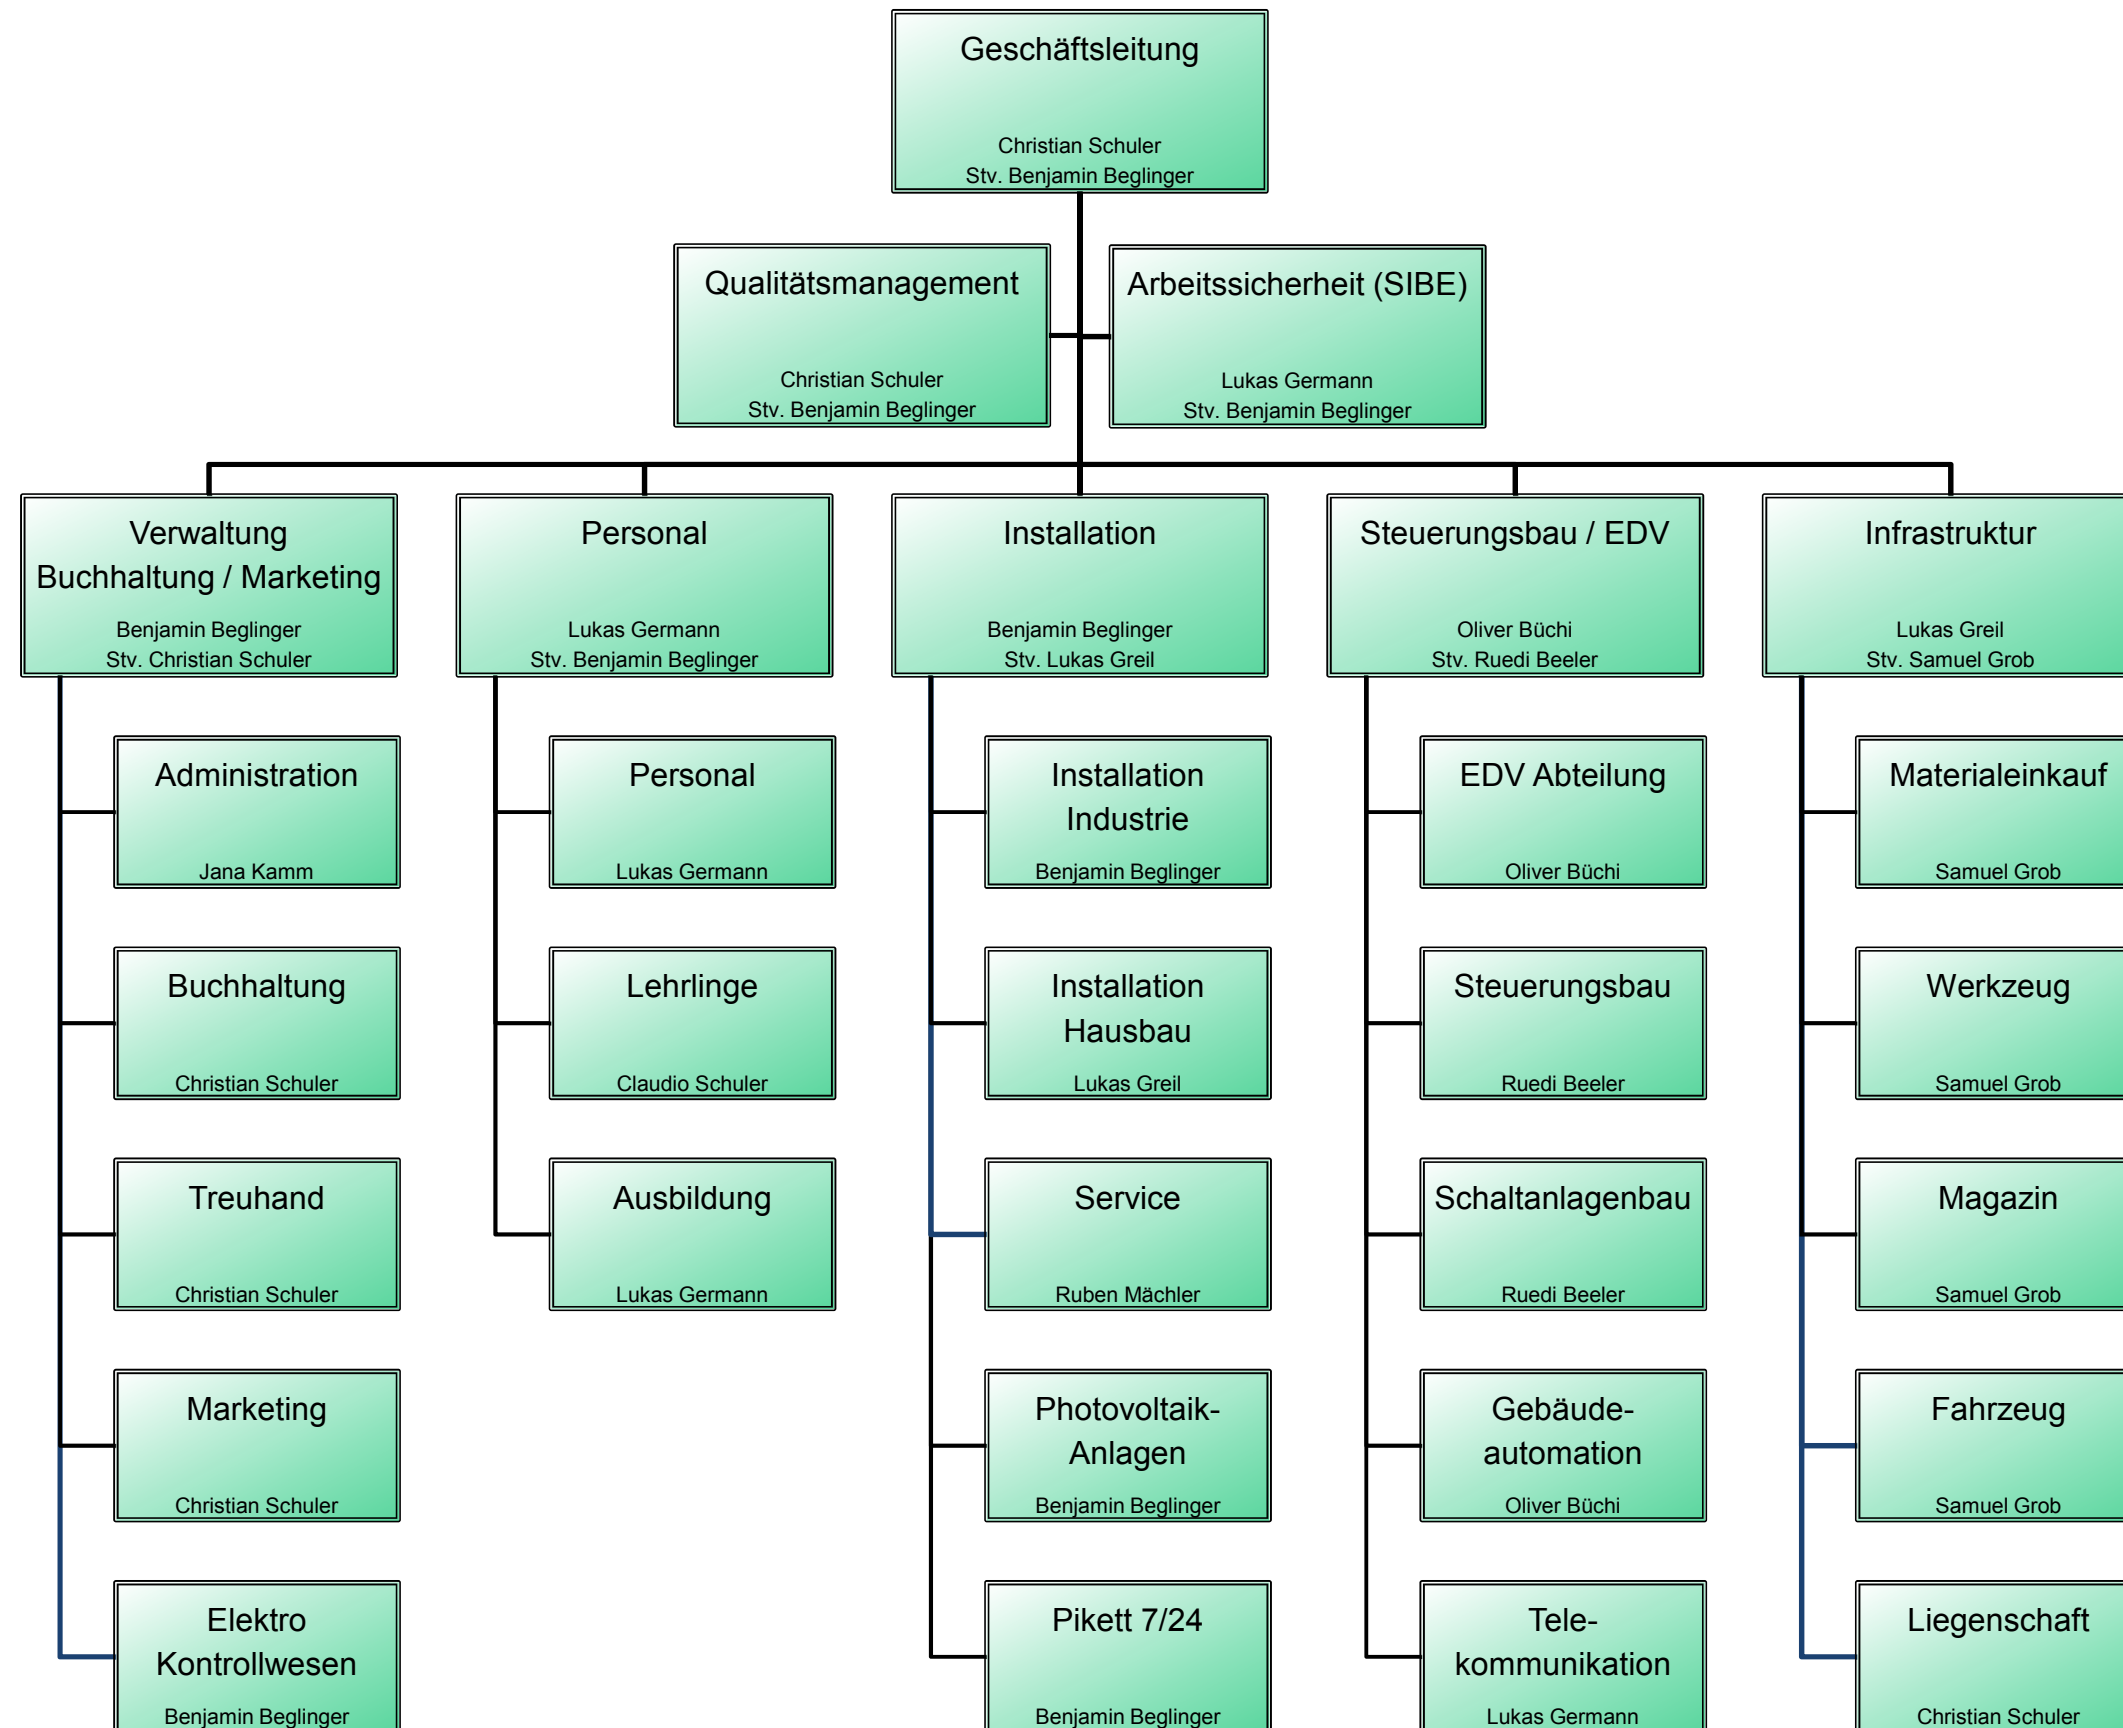 Geschäftsleitung
Christian Schuler
Stv. Benjamin Beglinger
Qualitätsmanagement
Christian Schuler
Stv. Benjamin Beglinger
Arbeitssicherheit (SIBE)
Lukas Germann
Stv. Benjamin Beglinger
Verwaltung
Buchhaltung / Marketing
Benjamin Beglinger
Stv. Christian Schuler
Personal
Lukas Germann
Stv. Benjamin Beglinger
Installation
Benjamin Beglinger
Stv. Lukas Greil
Steuerungsbau / EDV
Oliver Büchi
Stv. Ruedi Beeler
Infrastruktur
Lukas Greil
Stv. Samuel Grob
Administration
Jana Kamm
Personal
Lukas Germann
Installation
Industrie
Benjamin Beglinger
EDV Abteilung
Oliver Büchi
Materialeinkauf
Samuel Grob
Buchhaltung
Christian Schuler
Lehrlinge
Claudio Schuler
Installation
Hausbau
Lukas Greil
Steuerungsbau
Ruedi Beeler
Werkzeug
Samuel Grob
Treuhand
Christian Schuler
Ausbildung
Lukas Germann
Service
Ruben Mächler
Schaltanlagenbau
Ruedi Beeler
Magazin
Samuel Grob
Marketing
Christian Schuler
Photovoltaik-
Anlagen
Benjamin Beglinger
Gebäude-
automation
Oliver Büchi
Fahrzeug
Samuel Grob
Elektro
Kontrollwesen
Benjamin Beglinger
Pikett 7/24
Benjamin Beglinger
Tele-
kommunikation
Lukas Germann
Liegenschaft
Christian Schuler